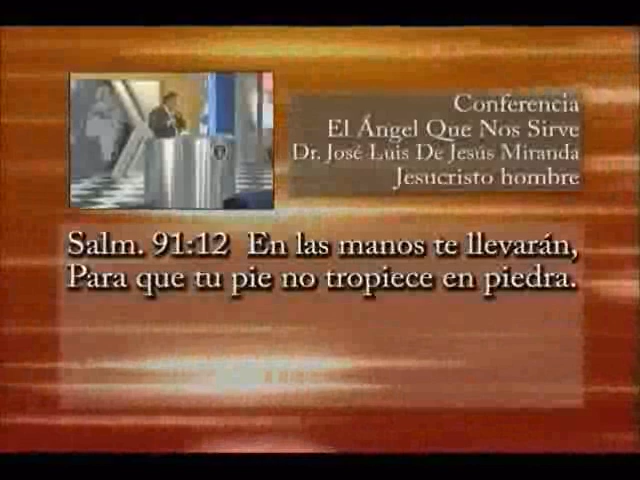 Conferencia
El Ángel Que Nos Sirve
Dr. José Luis De Jesús Miranda
Jesucristo hombre
Salm. 91:12 En las manos te llevarán,
Para que tu pie no tropiece en piedra.